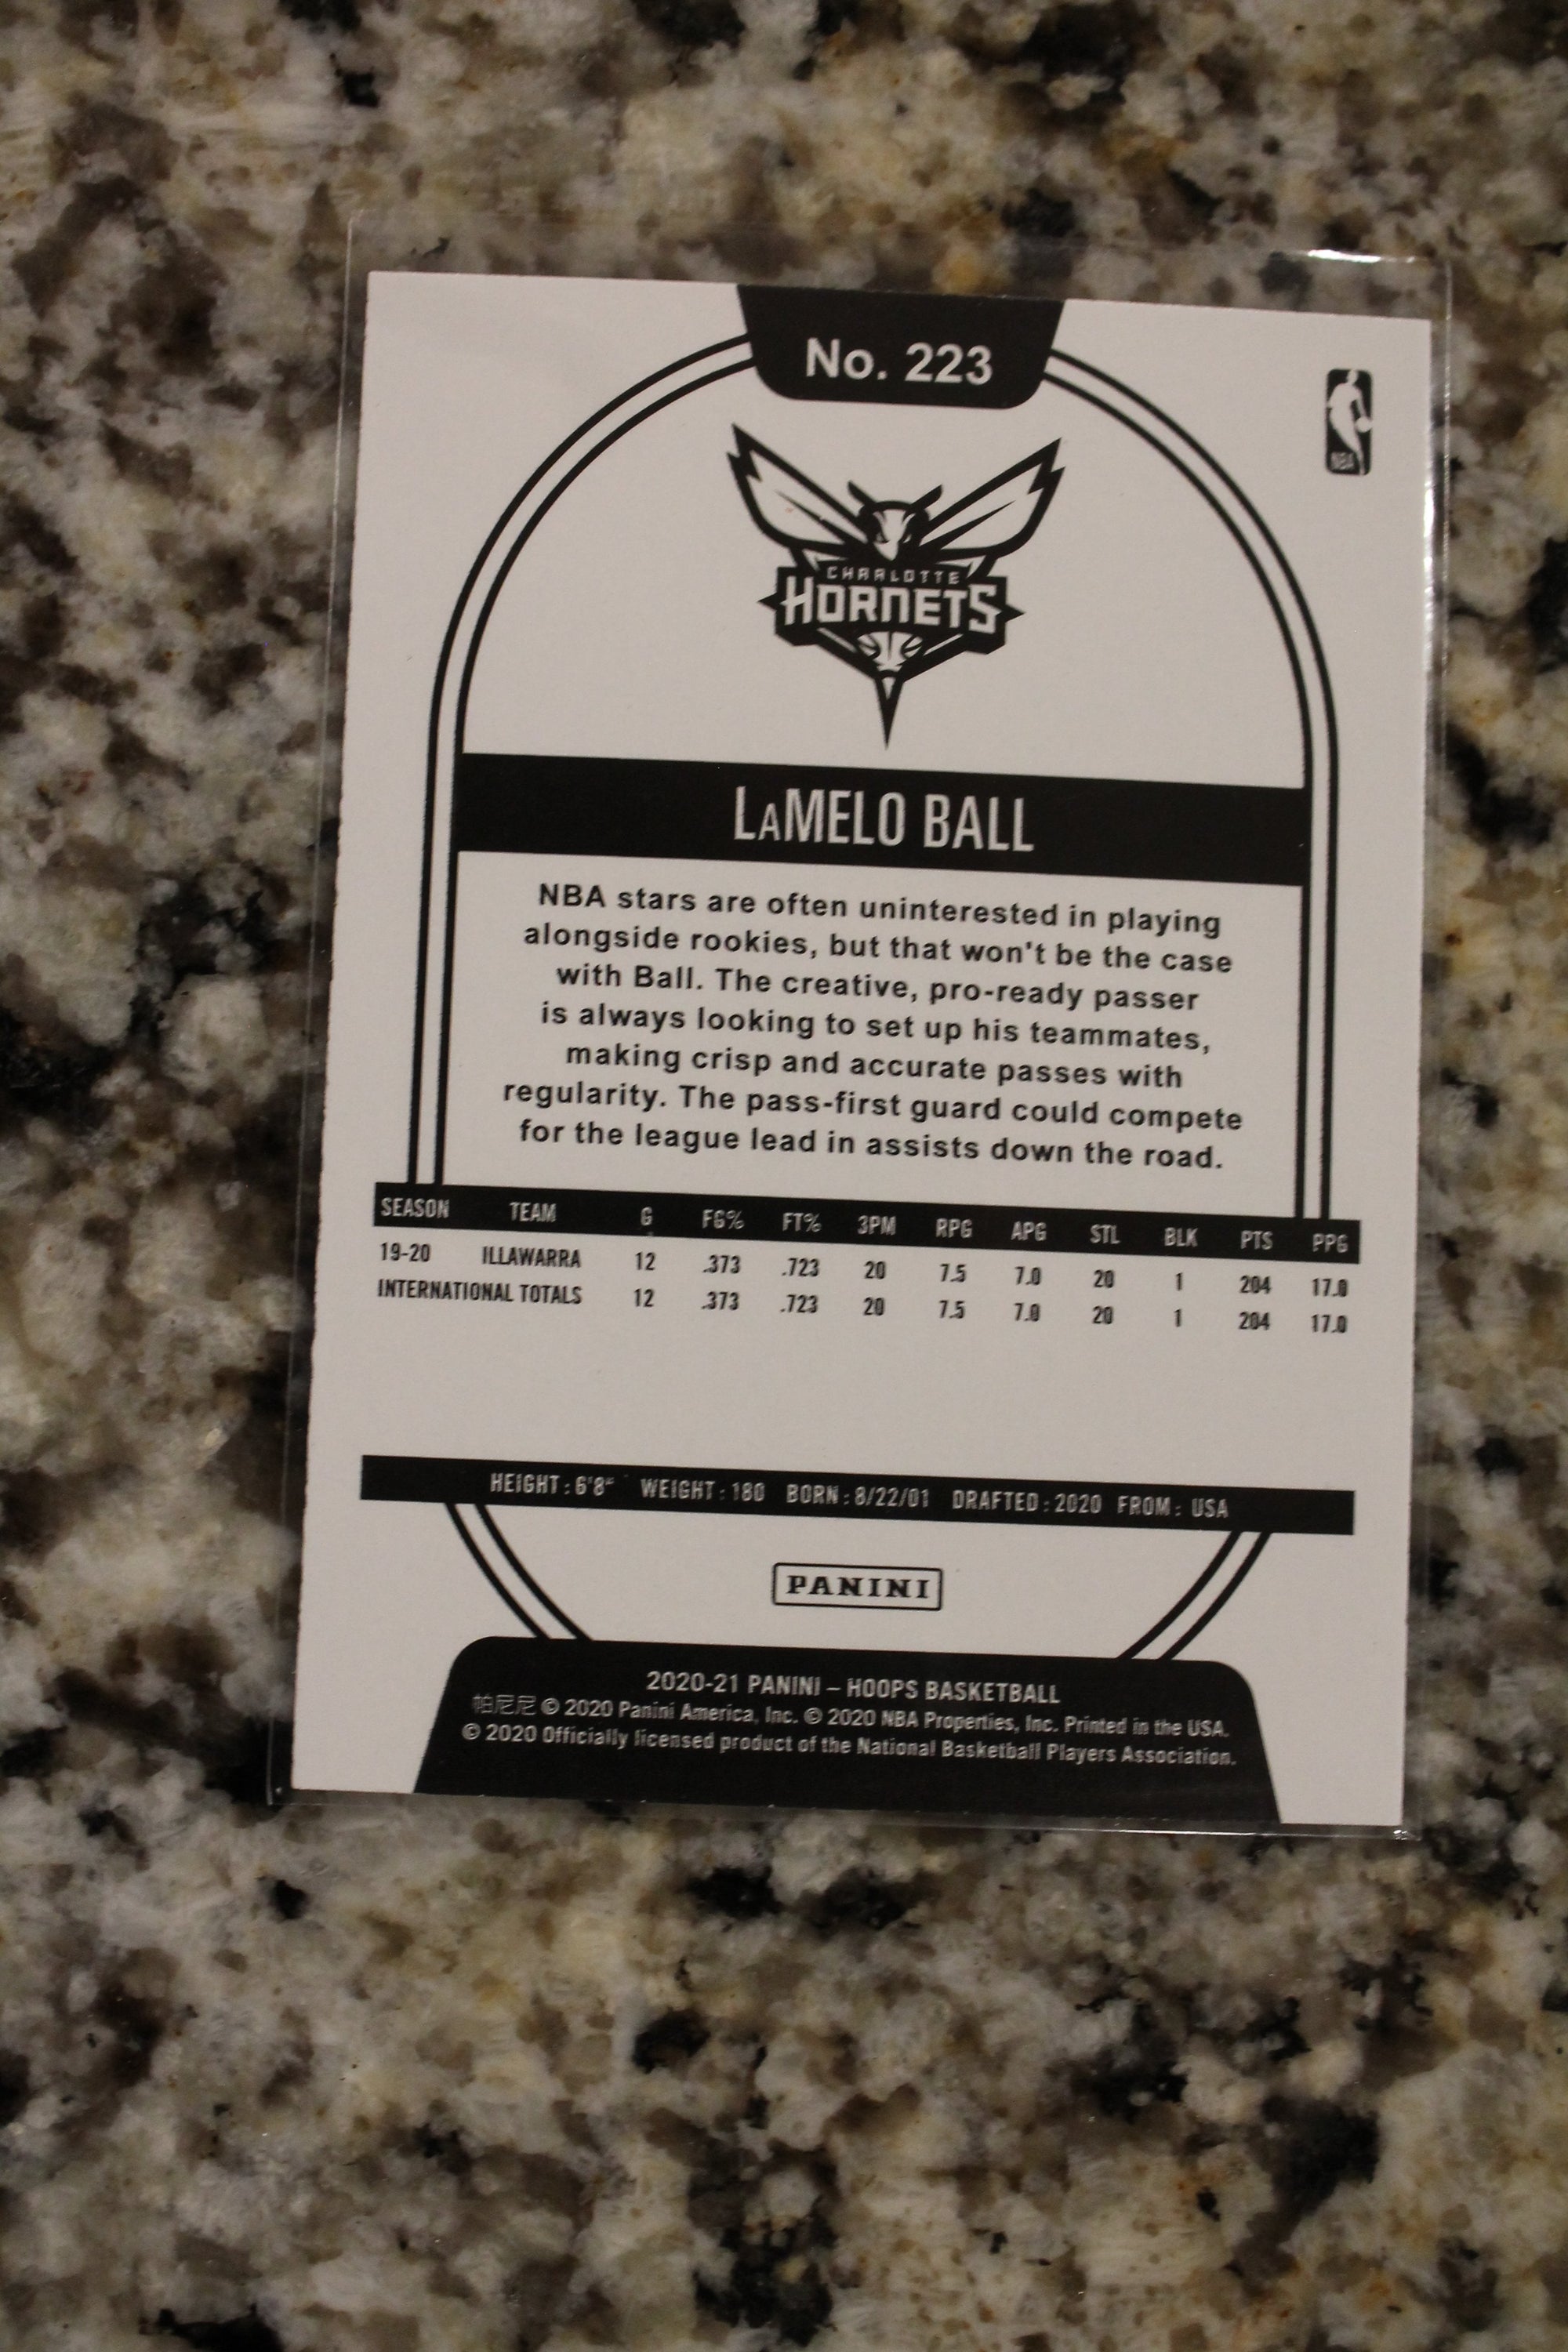 No. 223
NBA
CHARLOTTE
HORNETS
LaMELO BALL
NBA stars are often uninterested in playing
alongside rookies, but that won't be the case
with Ball. The creative, pro-ready passer
is always looking to set up his teammates,
making crisp and accurate passes with
regularity. The pass-first guard could compete
for the league lead in assists down the road.
SEASON TEAM G FG% FT% 3PM RPG APG STL BLK PTS PPG
19-20 ILLAWARRA 12 .373 .723 20 7.5 7.0 20 1 204 17.0
INTERNATIONAL TOTALS 12 .373 .723 20 7.5 7.0 20 1 204 17.0
HEIGHT: 6'8" WEIGHT: 180 BORN: 8/22/01 DRAFTED: 2020 FROM: USA
PANINI
2020-21 PANINI – HOOPS BASKETBALL
帕尼尼 © 2020 Panini America, Inc. © 2020 NBA Properties, Inc. Printed in the USA.
© 2020 Officially licensed product of the National Basketball Players Association.